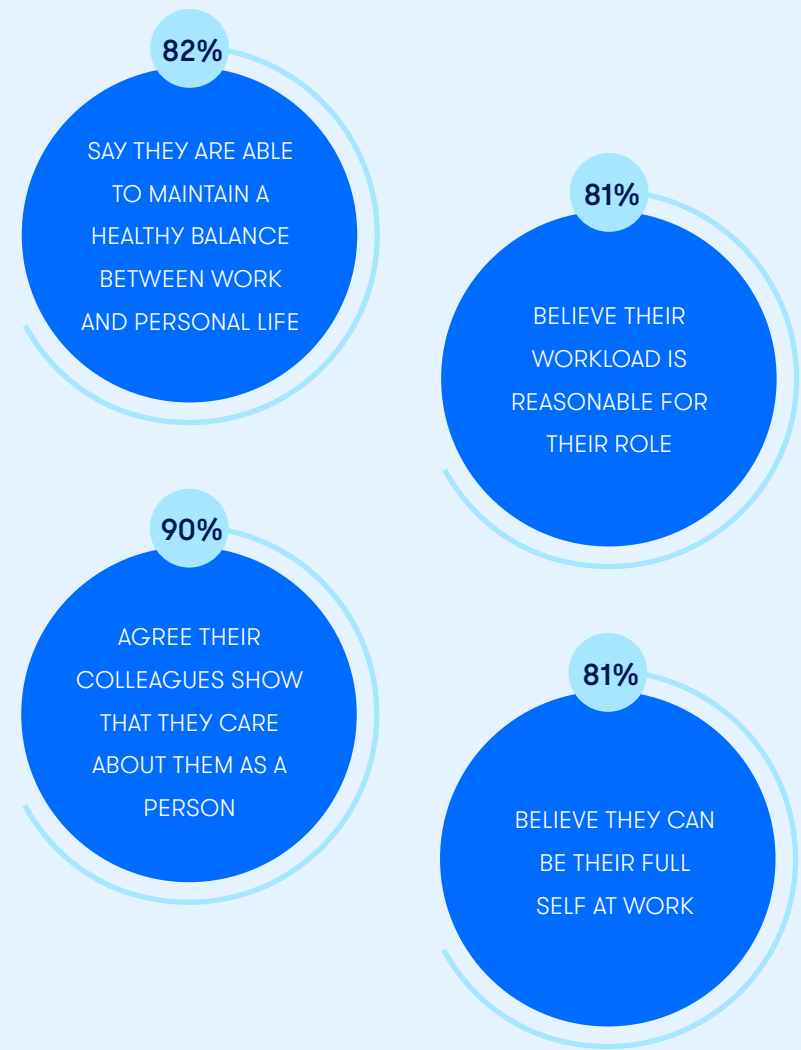 82%
SAY THEY ARE ABLE
TO MAINTAIN A
HEALTHY BALANCE
BETWEEN WORK
AND PERSONAL LIFE
81%
BELIEVE THEIR
WORKLOAD IS
REASONABLE FOR
THEIR ROLE
90%
AGREE THEIR
COLLEAGUES SHOW
THAT THEY CARE
ABOUT THEM AS A
PERSON
81%
BELIEVE THEY CAN
BE THEIR FULL
SELF AT WORK